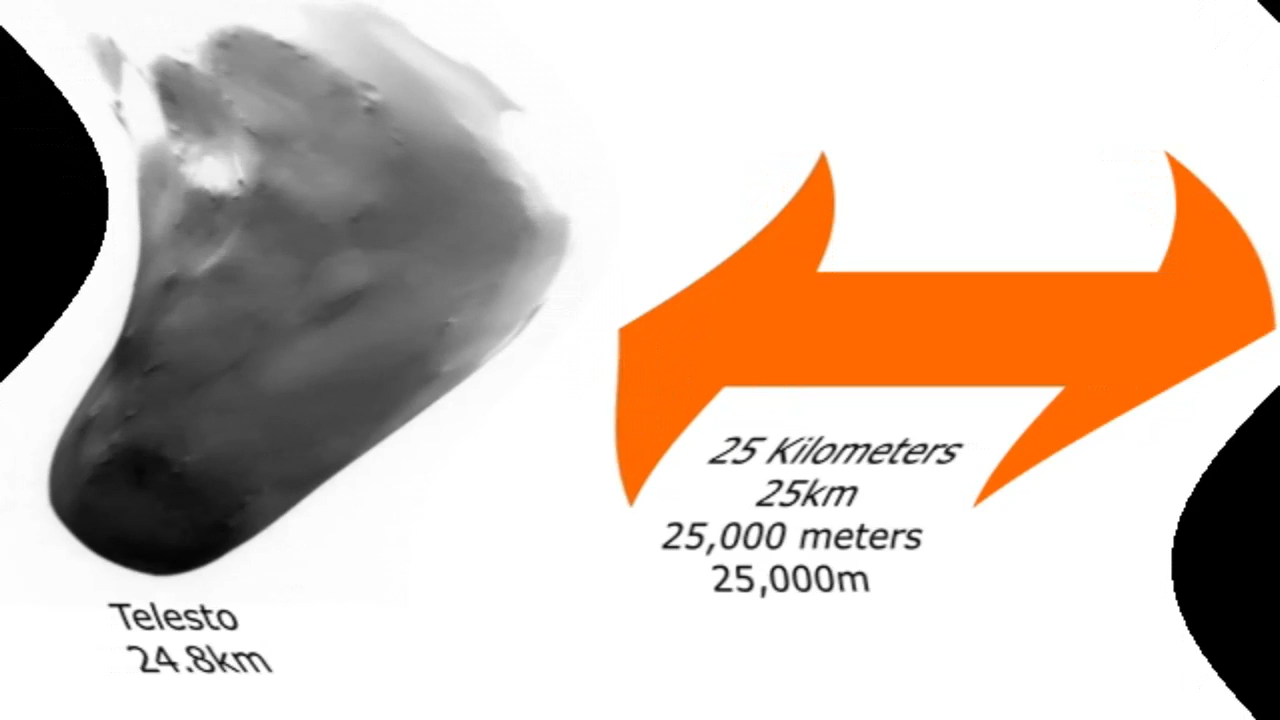 Telesto
24.8km
25 Kilometers
25km
25,000 meters
25,000m